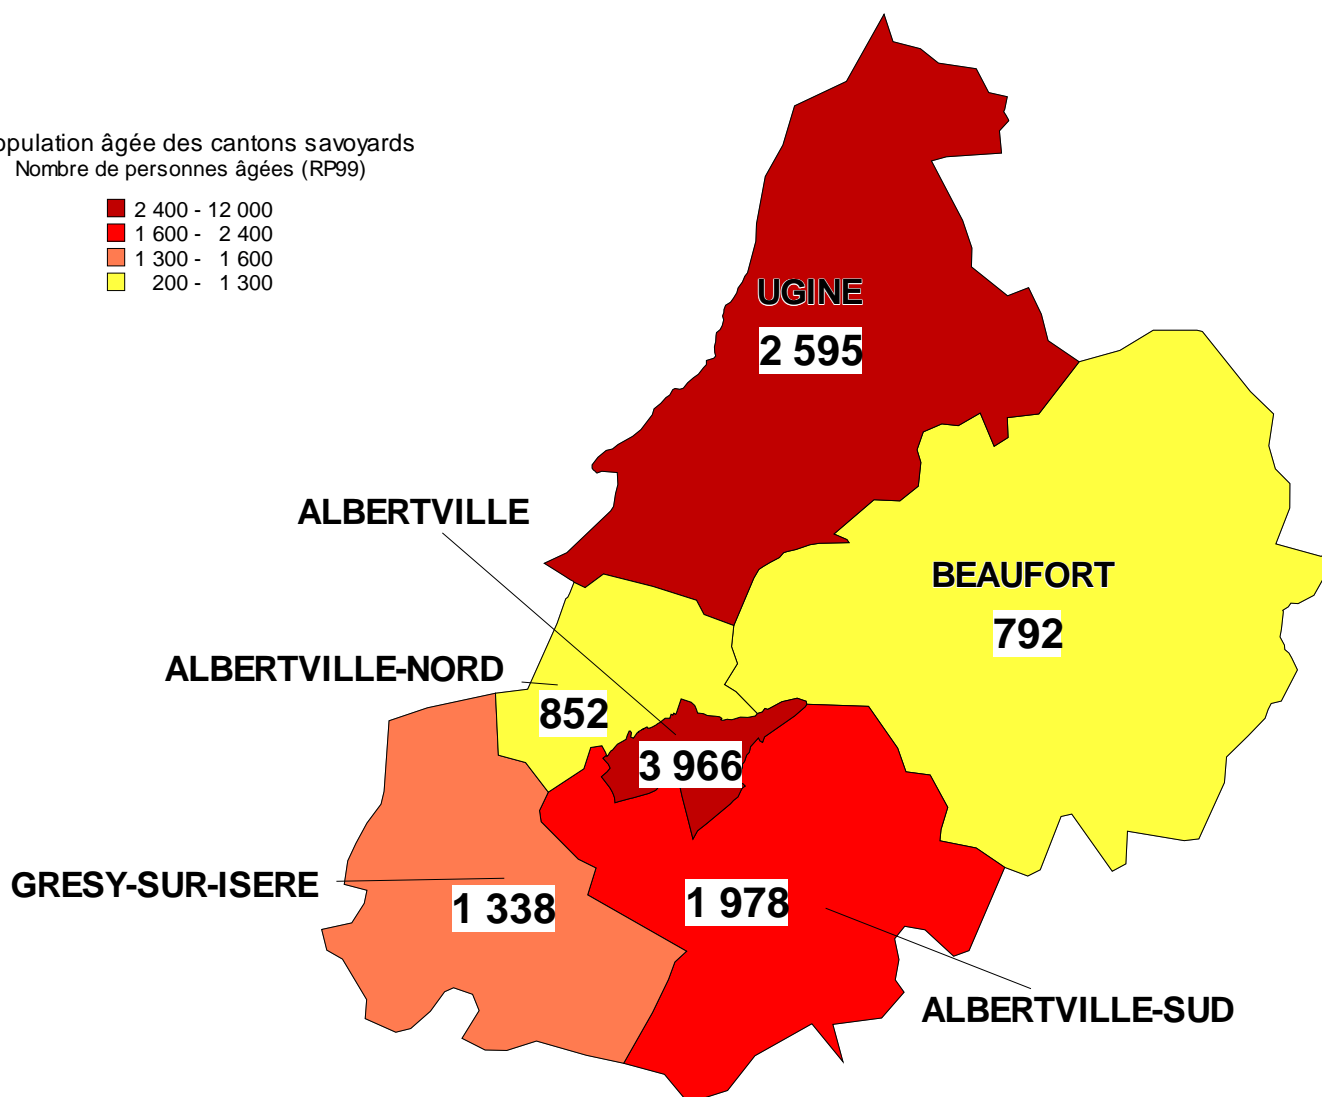 opulation âgée des cantons savoyards
Nombre de personnes âgées (RP99)
2 400 - 12 000
1 600 - 2 400
1 300 - 1 600
200 - 1 300
UGINE
2 595
ALBERTVILLE
BEAUFORT
792
ALBERTVILLE-NORD
852
3 966
GRESY-SUR-ISERE
1 338
1 978
ALBERTVILLE-SUD